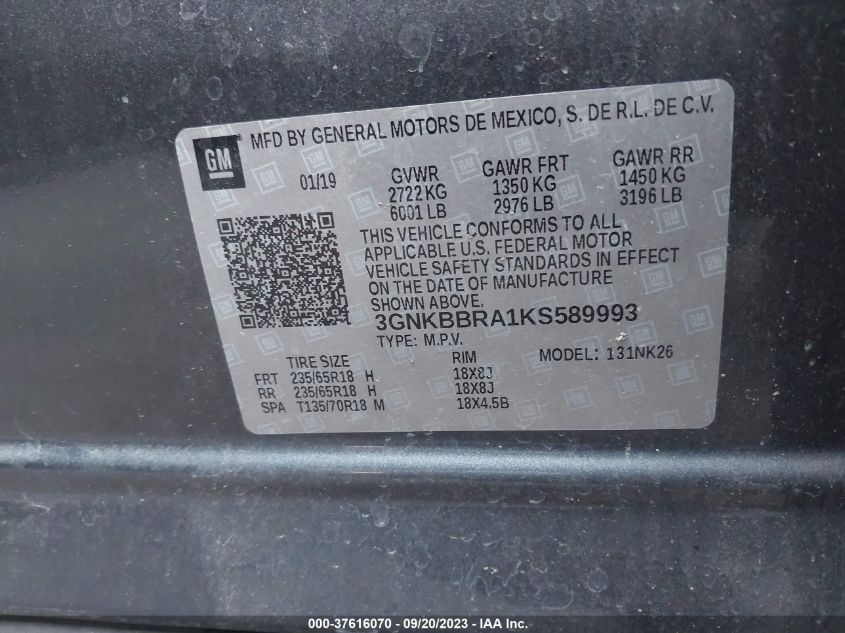 GM
MFD BY GENERAL MOTORS DE MEXICO, S. DE R.L. DE C.V.
01/19 GVWR GAWR FRT GAWR RR
2722 KG 1350 KG 1450 KG
6001 LB 2976 LB 3196 LB
THIS VEHICLE CONFORMS TO ALL
APPLICABLE U.S. FEDERAL MOTOR
VEHICLE SAFETY STANDARDS IN EFFECT
ON THE DATE OF MANUFACTURE
SHOWN ABOVE.
3GNKBBRA1KS589993
TYPE: M.P.V. MODEL: 131NK26
TIRE SIZE RIM
FRT 235/65R18 H 18X8J
RR 235/65R18 H 18X8J
SPA T135/70R18 M 18X4.5B
000-37616070 - 09/20/2023 - IAA Inc.